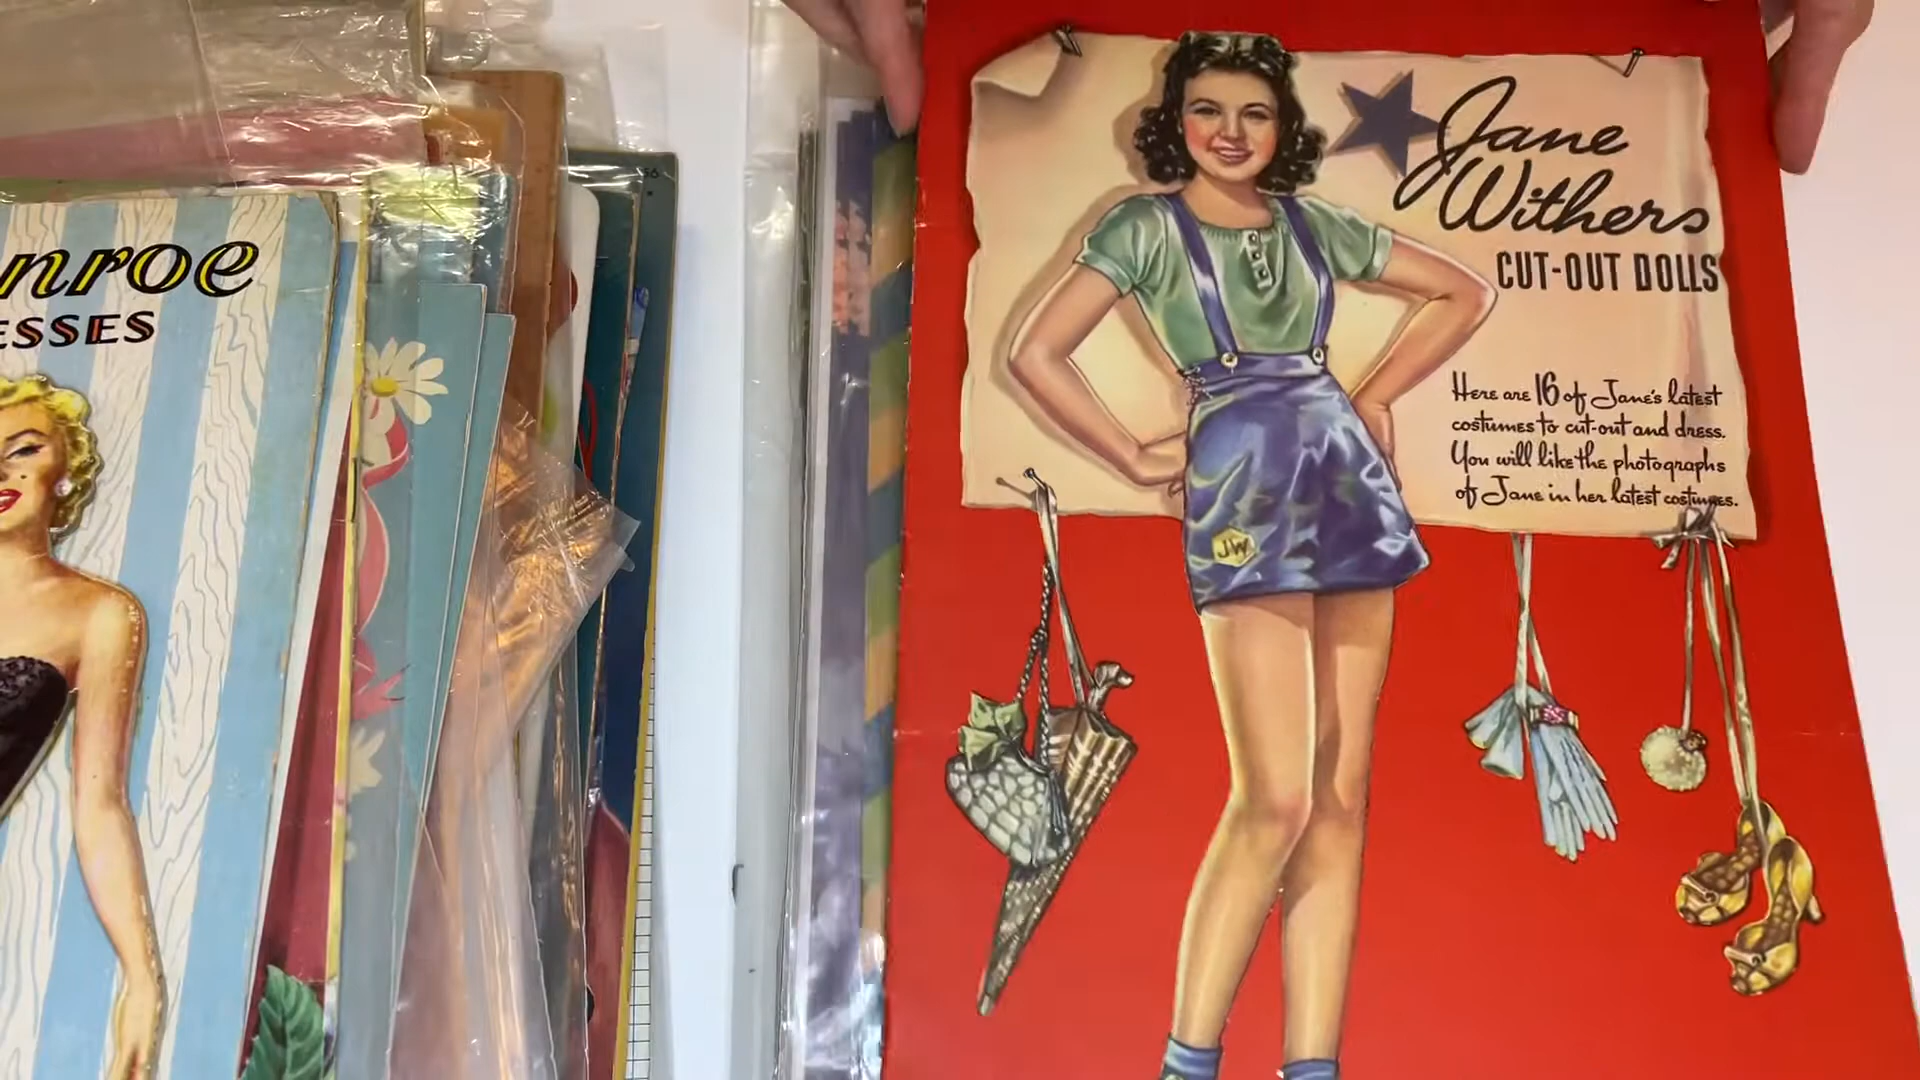 nroe
ESSES
56
Jane
Withers
CUT-OUT DOLLS
Here are 16 of Jane's latest
costumes to cut-out and dress.
You will like the photographs
of Jane in her latest costumes.
JW